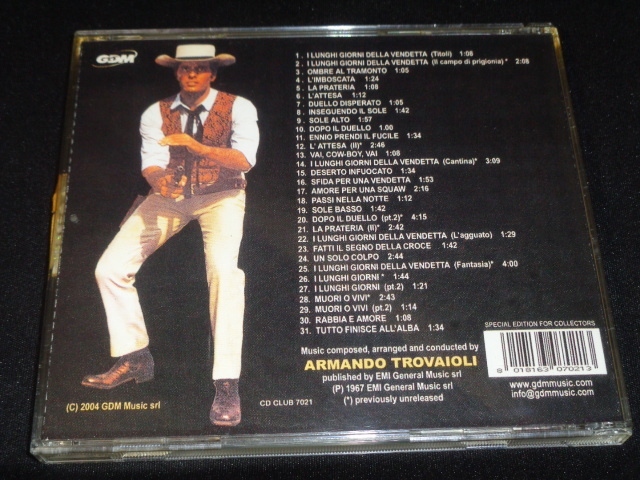 GDM
1. I LUNGHI GIORNI DELLA VENDETTA (Titoli) 1:08
2. I LUNGHI GIORNI DELLA VENDETTA (Il campo di prigionia)* 2:08
3. OMBRE AL TRAMONTO 1:05
4. L'IMBOSCATA 1:24
5. LA PRATERIA 1:08
6. L'ATTESA 1:12
7. DUELLO DISPERATO 1:05
8. INSEGUENDO IL SOLE 1:42
9. SOLE ALTO 1:57
10. DOPO IL DUELLO 1.00
11. ENNIO PRENDI IL FUCILE 1:34
12. L' ATTESA (II)* 2:46
13. VAI, COW-BOY, VAI 1:08
14. I LUNGHI GIORNI DELLA VENDETTA (Cantina)* 3:09
15. DESERTO INFUOCATO 1:34
16. SFIDA PER UNA VENDETTA 1:53
17. AMORE PER UNA SQUAW 2:16
18. PASSI NELLA NOTTE 1:12
19. SOLE BASSO 1:42
20. DOPO IL DUELLO (pt.2)* 4:15
21. LA PRATERIA (II)* 2:42
22. I LUNGHI GIORNI DELLA VENDETTA (L'agguato) 1:29
23. FATTI IL SEGNO DELLA CROCE 1:42
24. UN SOLO COLPO 2:44
25. I LUNGHI GIORNI DELLA VENDETTA (Fantasia)* 4:00
26. I LUNGHI GIORNI * 1:44
27. I LUNGHI GIORNI (pt.2) 1:21
28. MUORI O VIVI* 2:43
29. MUORI O VIVI (pt.2) 1:14
30. RABBIA E AMORE 1:08
31. TUTTO FINISCE ALL'ALBA 1:34
SPECIAL EDITION FOR COLLECTORS
Music composed, arranged and conducted by
ARMANDO TROVAIOLI
published by EMI General Music srl
(P) 1967 EMI General Music srl
(*) previously unreleased
8 018163 070213
www.gdmmusic.com
info@gdmmusic.com
(C) 2004 GDM Music srl
CD CLUB 7021